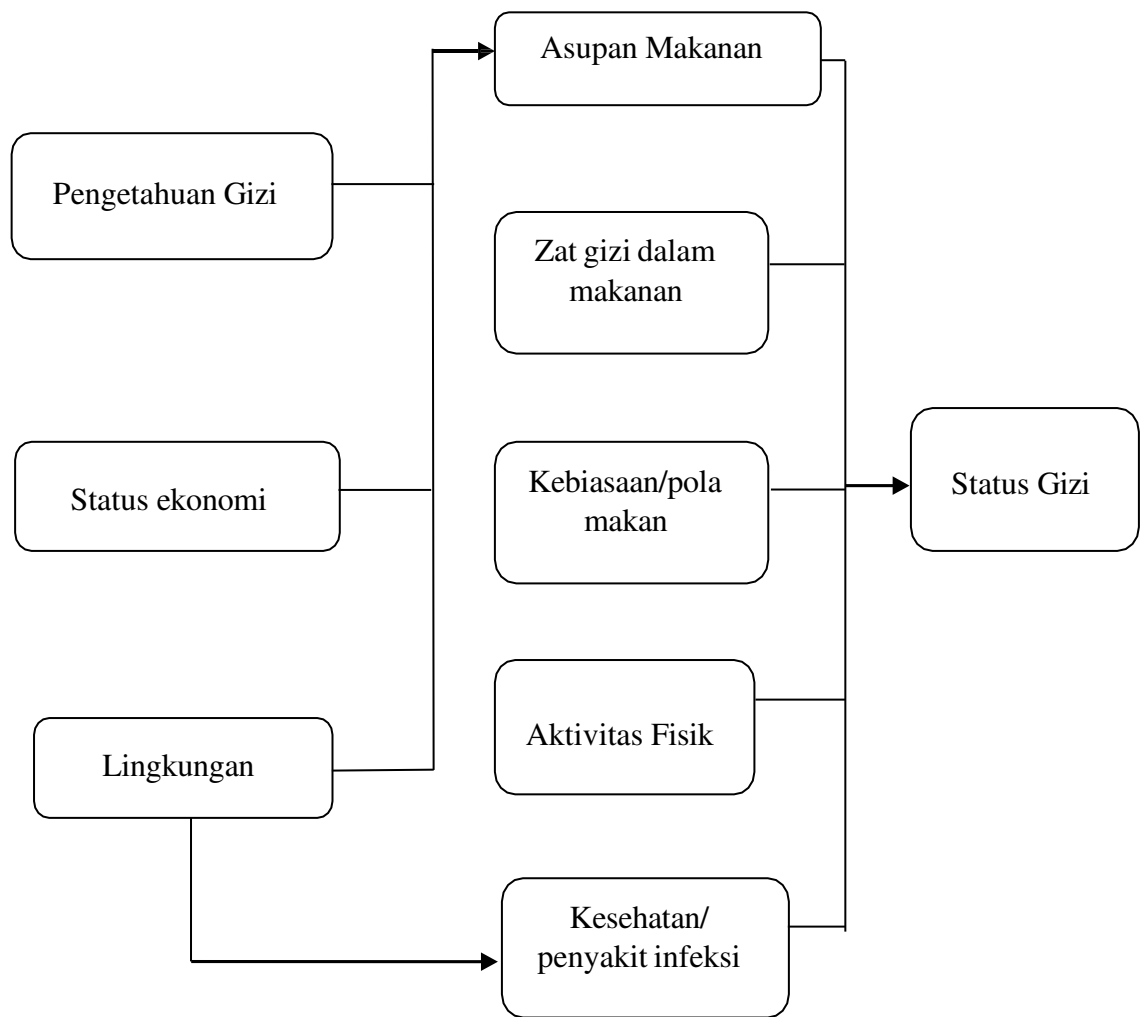 Asupan Makanan
Pengetahuan Gizi
Zat gizi dalam
makanan
Status ekonomi
Kebiasaan/pola
makan
Status Gizi
Aktivitas Fisik
Lingkungan
Kesehatan/
penyakit infeksi